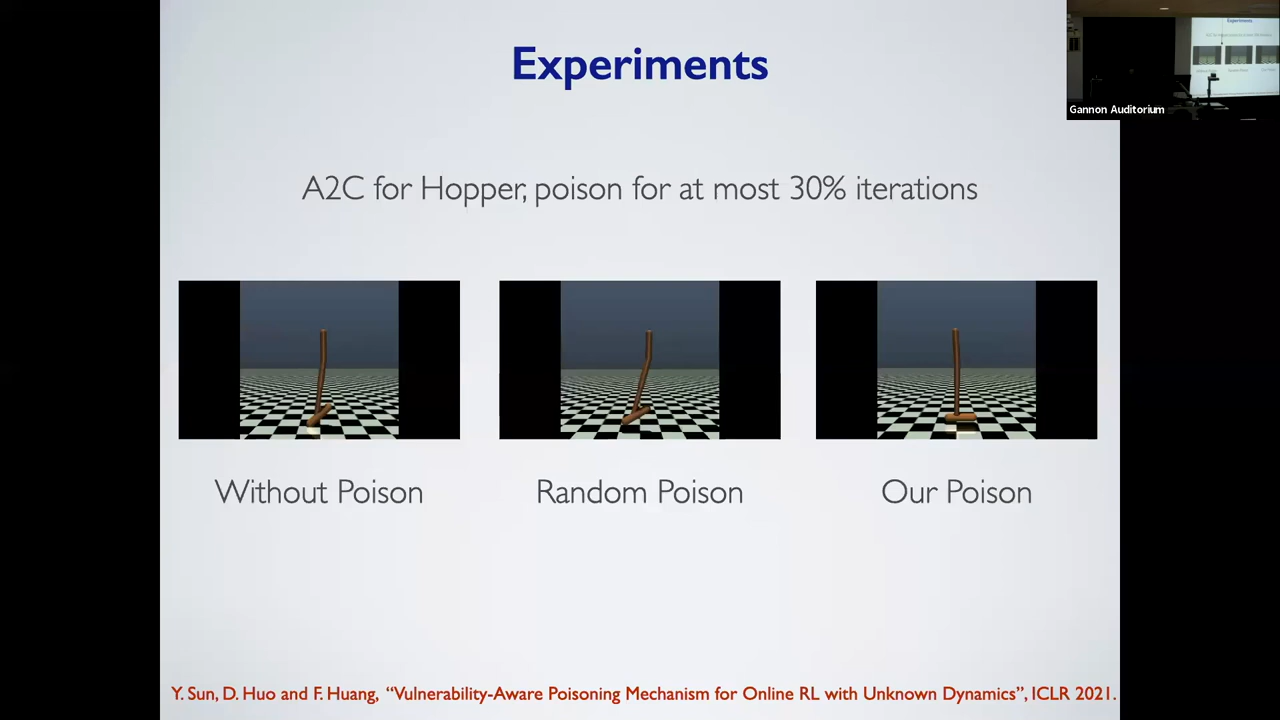 Experiments
Gannon Auditorium
A2C for Hopper, poison for at most 30% iterations
Without Poison
Random Poison
Our Poison
Y. Sun, D. Huo and F. Huang, “Vulnerability-Aware Poisoning Mechanism for Online RL with Unknown Dynamics”, ICLR 2021.